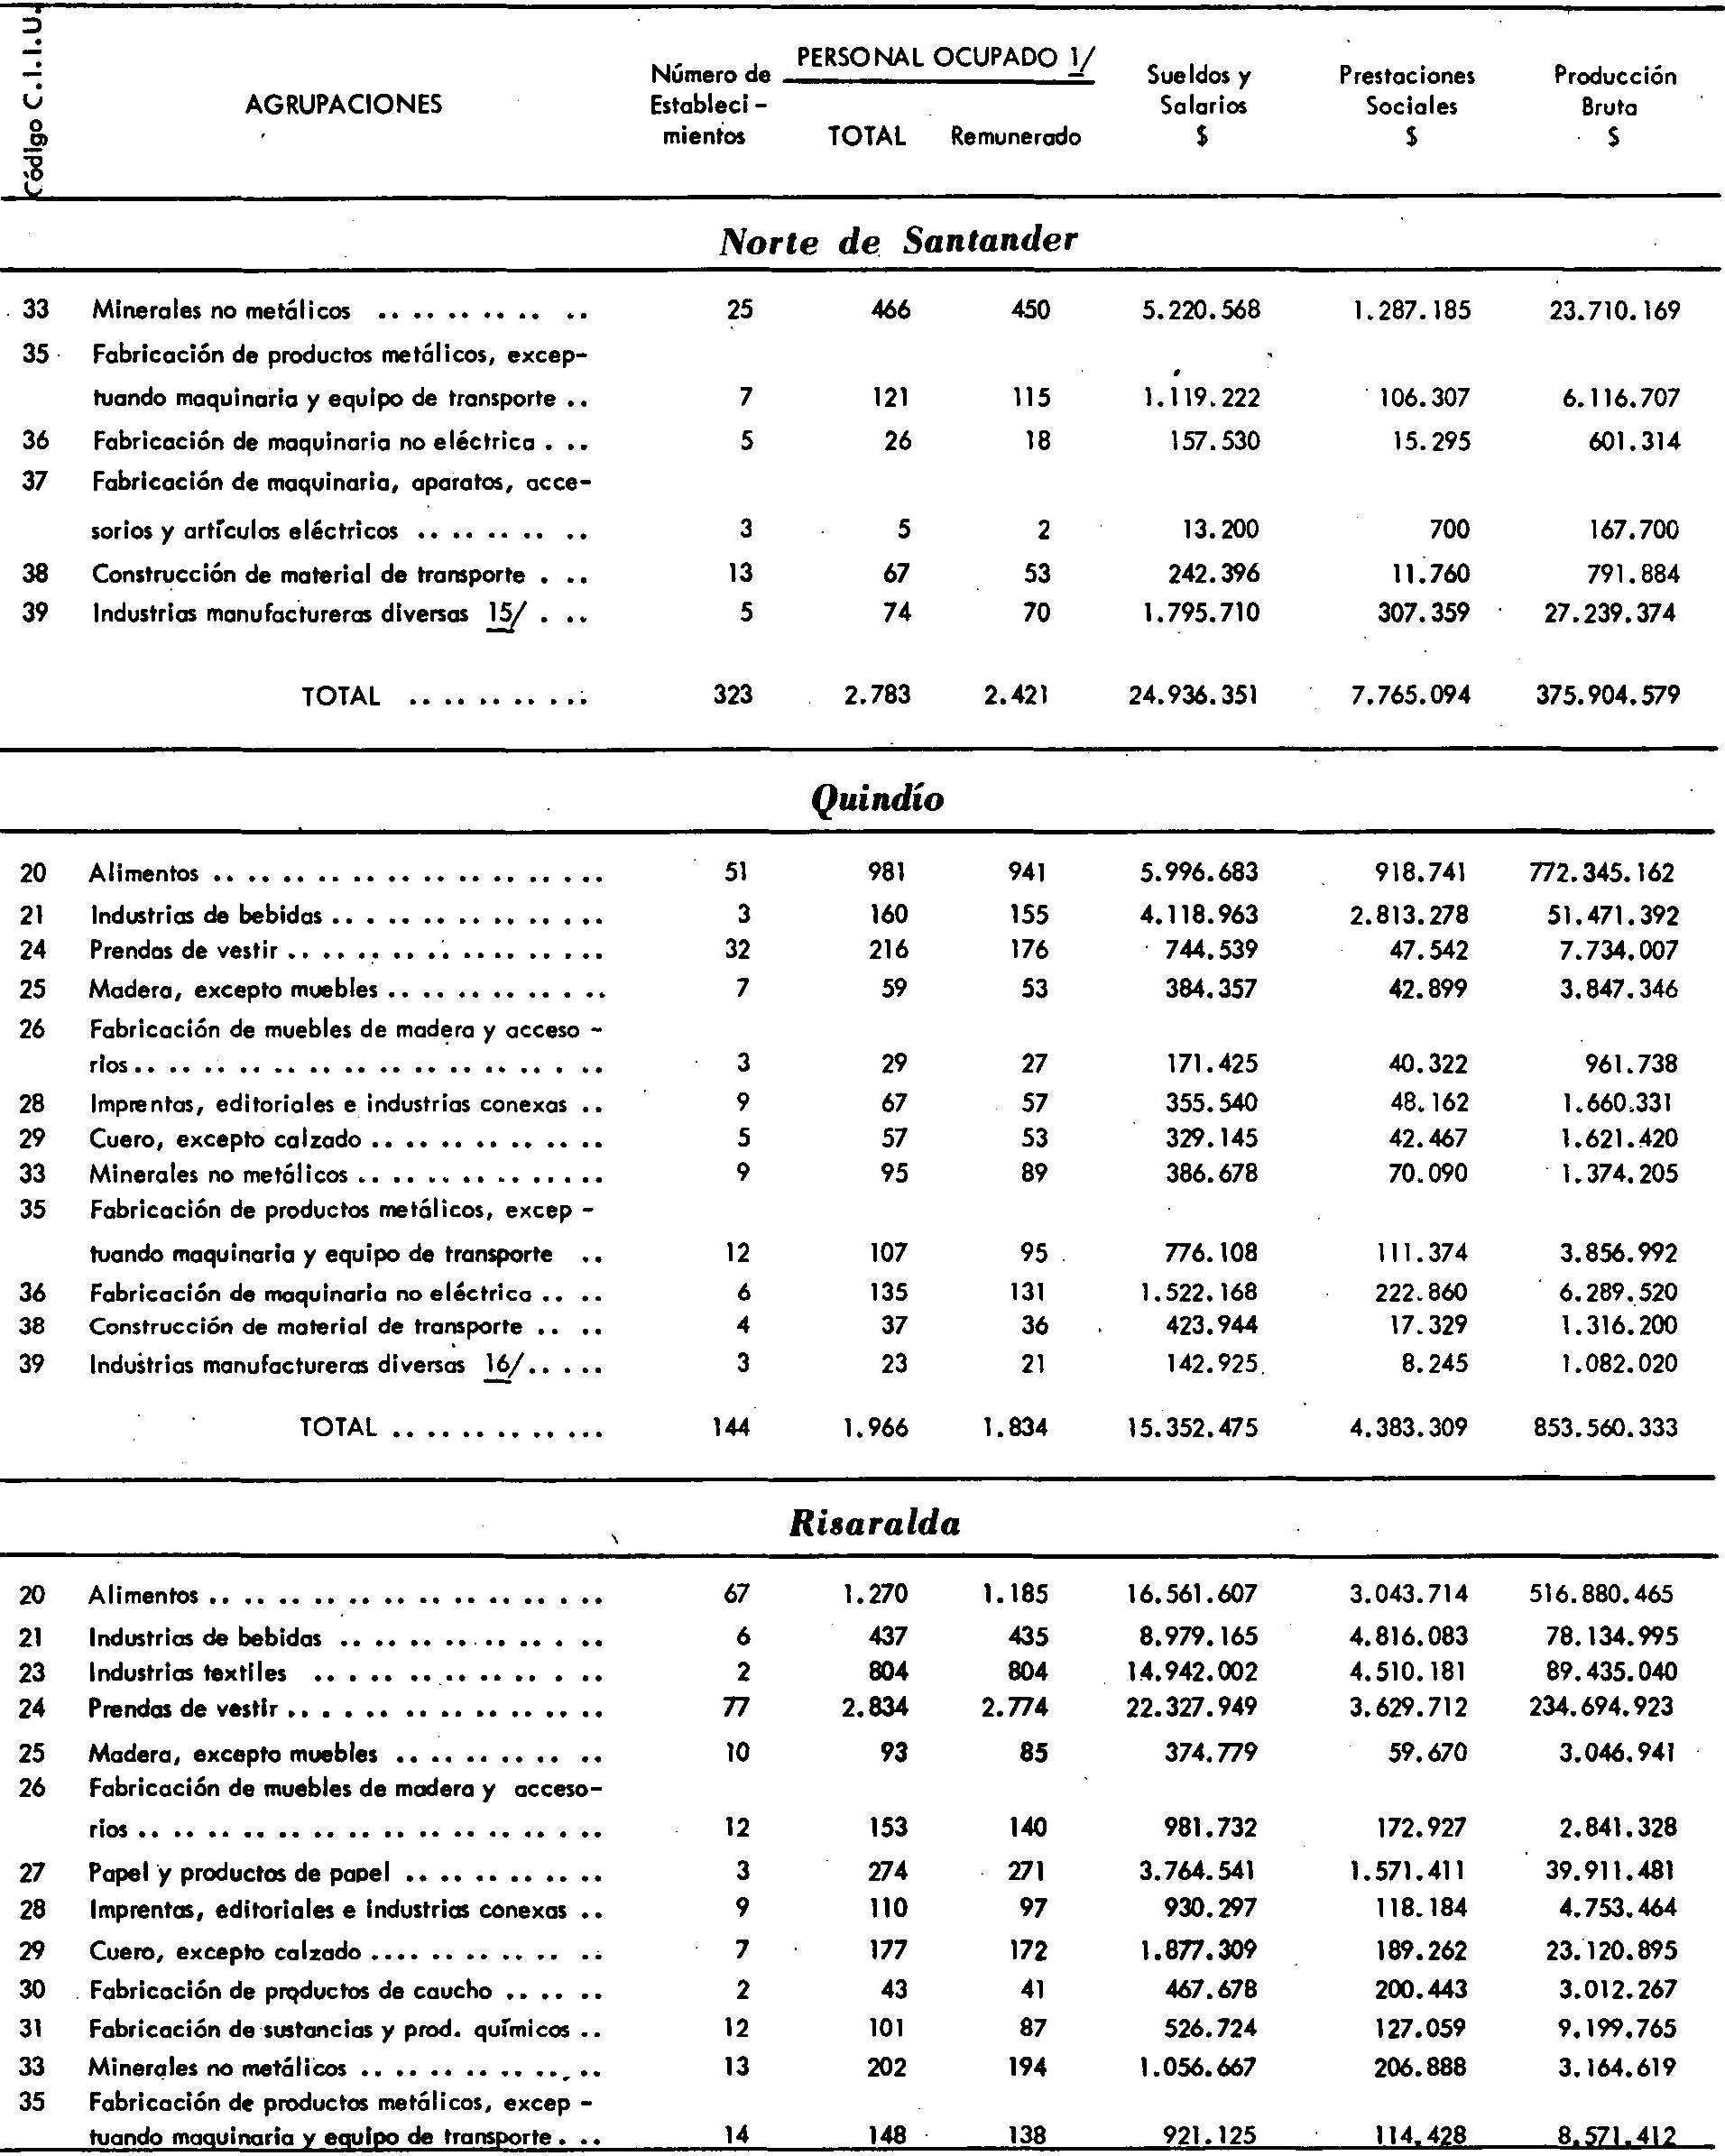 Código C.I.I.U.
AGRUPACIONES
Número de Estableci-mientos
PERSONAL OCUPADO 1/
TOTAL Remunerado
Sueldos y Salarios $
Prestaciones Sociales $
Producción Bruta $
Norte de Santander
33 Minerales no metálicos .. .. .. .. .. .. 25 466 450 5.220.568 1.287.185 23.710.169
35 Fabricación de productos metálicos, excep-
tuando maquinaria y equipo de transporte .. 7 121 115 1.119.222 106.307 6.116.707
36 Fabricación de maquinaria no eléctrica . .. 5 26 18 157.530 15.295 601.314
37 Fabricación de maquinaria, aparatos, acce-
sorios y artículos eléctricos .. .. .. .. .. 3 5 2 13.200 700 167.700
38 Construcción de material de transporte . .. 13 67 53 242.396 11.760 791.884
39 Industrias manufactureras diversas 15/ . .. 5 74 70 1.795.710 307.359 27.239.374
TOTAL .. .. .. .. .. 323 2.783 2.421 24.936.351 7.765.094 375.904.579
Quindío
20 Alimentos .. .. .. .. .. .. .. .. .. .. .. 51 981 941 5.996.683 918.741 772.345.162
21 Industrias de bebidas .. .. .. .. .. .. .. 3 160 155 4.118.963 2.813.278 51.471.392
24 Prendas de vestir .. .. .. .. .. .. .. .. .. 32 216 176 744.539 47.542 7.734.007
25 Madera, excepto muebles .. .. .. .. .. .. 7 59 53 384.357 42.899 3.847.346
26 Fabricación de muebles de madera y acceso -
rios .. .. .. .. .. .. .. .. .. .. .. .. .. 3 29 27 171.425 40.322 961.738
28 Imprentas, editoriales e industrias conexas .. 9 67 57 355.540 48.162 1.660.331
29 Cuero, excepto calzado .. .. .. .. .. .. .. 5 57 53 329.145 42.467 1.621.420
33 Minerales no metálicos .. .. .. .. .. .. .. 9 95 89 386.678 70.090 1.374.205
35 Fabricación de productos metálicos, excep -
tuando maquinaria y equipo de transporte .. 12 107 95 776.108 111.374 3.856.992
36 Fabricación de maquinaria no eléctrica .. .. 6 135 131 1.522.168 222.860 6.289.520
38 Construcción de material de transporte .. .. 4 37 36 423.944 17.329 1.316.200
39 Industrias manufactureras diversas 16/ .. . .. 3 23 21 142.925 8.245 1.082.020
TOTAL .. .. .. .. .. .. 144 1.966 1.834 15.352.475 4.383.309 853.560.333
Risaralda
20 Alimentos .. .. .. .. .. .. .. .. .. .. .. 67 1.270 1.185 16.561.607 3.043.714 516.880.465
21 Industrias de bebidas .. .. .. .. .. .. . .. 6 437 435 8.979.165 4.816.083 78.134.995
23 Industrias textiles .. .. .. .. .. .. .. . .. 2 804 804 14.942.002 4.510.181 89.435.040
24 Prendas de vestir .. .. .. .. .. .. .. .. .. 77 2.834 2.774 22.327.949 3.629.712 234.694.923
25 Madera, excepto muebles .. .. .. .. .. .. 10 93 85 374.779 59.670 3.046.941
26 Fabricación de muebles de madera y acceso-
rios .. .. .. .. .. .. .. .. .. .. .. .. .. 12 153 140 981.732 172.927 2.841.328
27 Papel y productos de papel .. .. .. .. .. .. 3 274 271 3.764.541 1.571.411 39.911.481
28 Imprentas, editoriales e industrias conexas .. 9 110 97 930.297 118.184 4.753.464
29 Cuero, excepto calzado .. .. .. .. .. .. .. 7 177 172 1.877.309 189.262 23.120.895
30 Fabricación de productos de caucho .. .. .. 2 43 41 467.678 200.443 3.012.267
31 Fabricación de sustancias y prod. químicos .. 12 101 87 526.724 127.059 9.199.765
33 Minerales no metálicos .. .. .. .. .. .. .. 13 202 194 1.056.667 206.888 3.164.619
35 Fabricación de productos metálicos, excep -
tuando maquinaria y equipo de transporte . .. 14 148 138 921.125 114.428 8.571.412